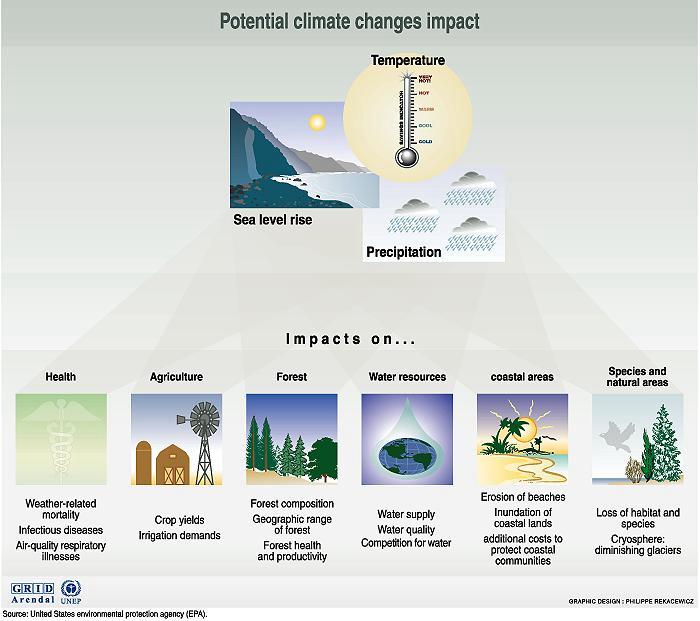 Potential climate changes impact
Temperature
VERY HOT!
HOT
WARM
COOL
COLD
Sea level rise
Precipitation
Impacts on...
Health
Agriculture
Forest
Water resources
coastal areas
Species and
natural areas
Weather-related
mortality
Infectious diseases
Air-quality respiratory
illnesses
Crop yields
Irrigation demands
Forest composition
Geographic range
of forest
Forest health
and productivity
Water supply
Water quality
Competition for water
Erosion of beaches
Inundation of
coastal lands
additional costs to
protect coastal
communities
Loss of habitat and
species
Cryosphere:
diminishing glaciers
GRID
Arendal
UNEP
GRAPHIC DESIGN : PHILIPPE REKACEWICZ
Source: United States environmental protection agency (EPA).